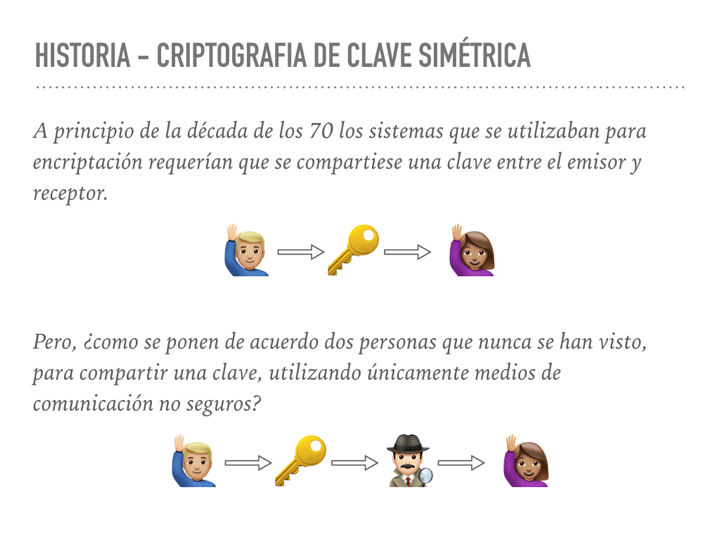 HISTORIA - CRIPTOGRAFIA DE CLAVE SIMÉTRICA
A principio de la década de los 70 los sistemas que se utilizaban para
encriptación requerían que se compartiese una clave entre el emisor y
receptor.
Pero, ¿como se ponen de acuerdo dos personas que nunca se han visto,
para compartir una clave, utilizando únicamente medios de
comunicación no seguros?